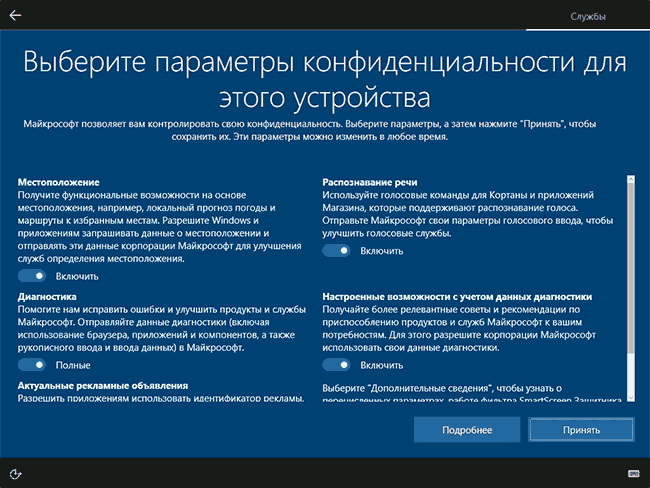 Службы
Выберите параметры конфиденциальности для
этого устройства
Майкрософт позволяет вам контролировать свою конфиденциальность. Выберите параметры, а затем нажмите "Принять", чтобы
сохранить их. Эти параметры можно изменить в любое время.
Местоположение
Получите функциональные возможности на основе
местоположения, например, локальный прогноз погоды и
маршруты к избранным местам. Разрешите Windows и
приложениям запрашивать данные о местоположении и
отправлять эти данные корпорации Майкрософт для улучшения
служб определения местоположения.
Включить
Распознавание речи
Используйте голосовые команды для Кортаны и приложений
Магазина, которые поддерживают распознавание голоса.
Отправьте Майкрософт свои параметры голосового ввода, чтобы
улучшить голосовые службы.
Включить
Диагностика
Помогите нам исправить ошибки и улучшить продукты и службы
Майкрософт. Отправляйте данные диагностики (включая
использование браузера, приложений и компонентов, а также
рукописного ввода и ввода данных) в Майкрософт.
Полные
Настроенные возможности с учетом данных диагностики
Получайте более релевантные советы и рекомендации по
приспособлению продуктов и служб Майкрософт к вашим
потребностям. Для этого разрешите корпорации Майкрософт
использовать свои данные диагностики.
Включить
Актуальные рекламные объявления
Разрешить приложениям использовать идентификатор рекламы,
Выберите "Дополнительные сведения", чтобы узнать о
перечисленных параметрах, работе фильтра SmartScreen Защитника
Подробнее
Принять